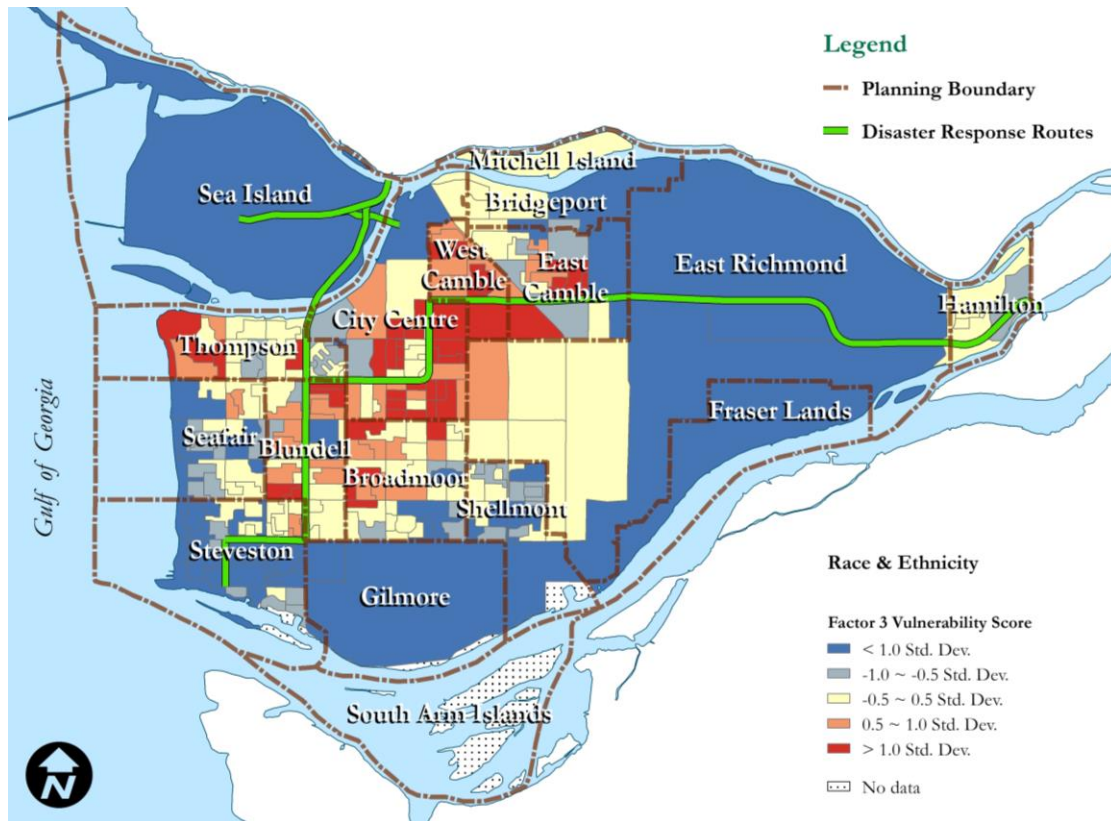 Legend
Planning Boundary
Disaster Response Routes
Mitchell Island
Sea Island
Bridgeport
West
Camble
East
Camble
East Richmond
Hamilton
City Centre
Thompson
Fraser Lands
Gulf of Georgia
Seafair
Blundell
Broadmoor
Shellmont
Steveston
Gilmore
South Arm Islands
Race & Ethnicity
Factor 3 Vulnerability Score
< 1.0 Std. Dev.
-1.0 ~ -0.5 Std. Dev.
-0.5 ~ 0.5 Std. Dev.
0.5 ~ 1.0 Std. Dev.
> 1.0 Std. Dev.
No data
N